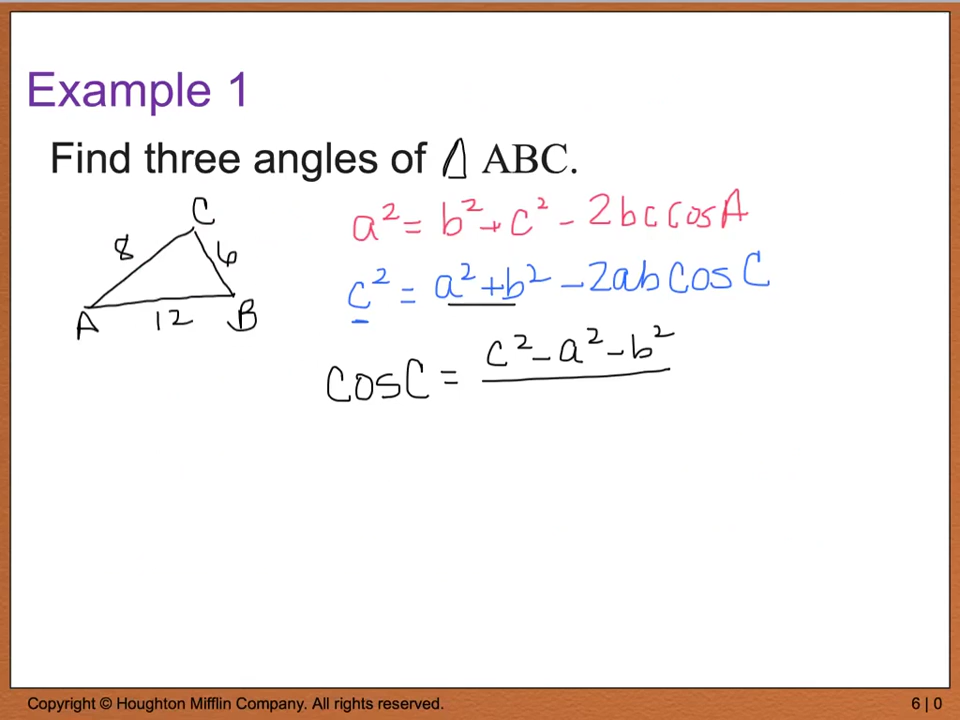 Example 1
Find three angles of △ ABC.
C
8
6
A
12
B
a² = b² + c² - 2bc cos A
c² = a² + b² - 2ab cos C
cos C = c² - a² - b²
Copyright © Houghton Mifflin Company. All rights reserved.
6 | 0